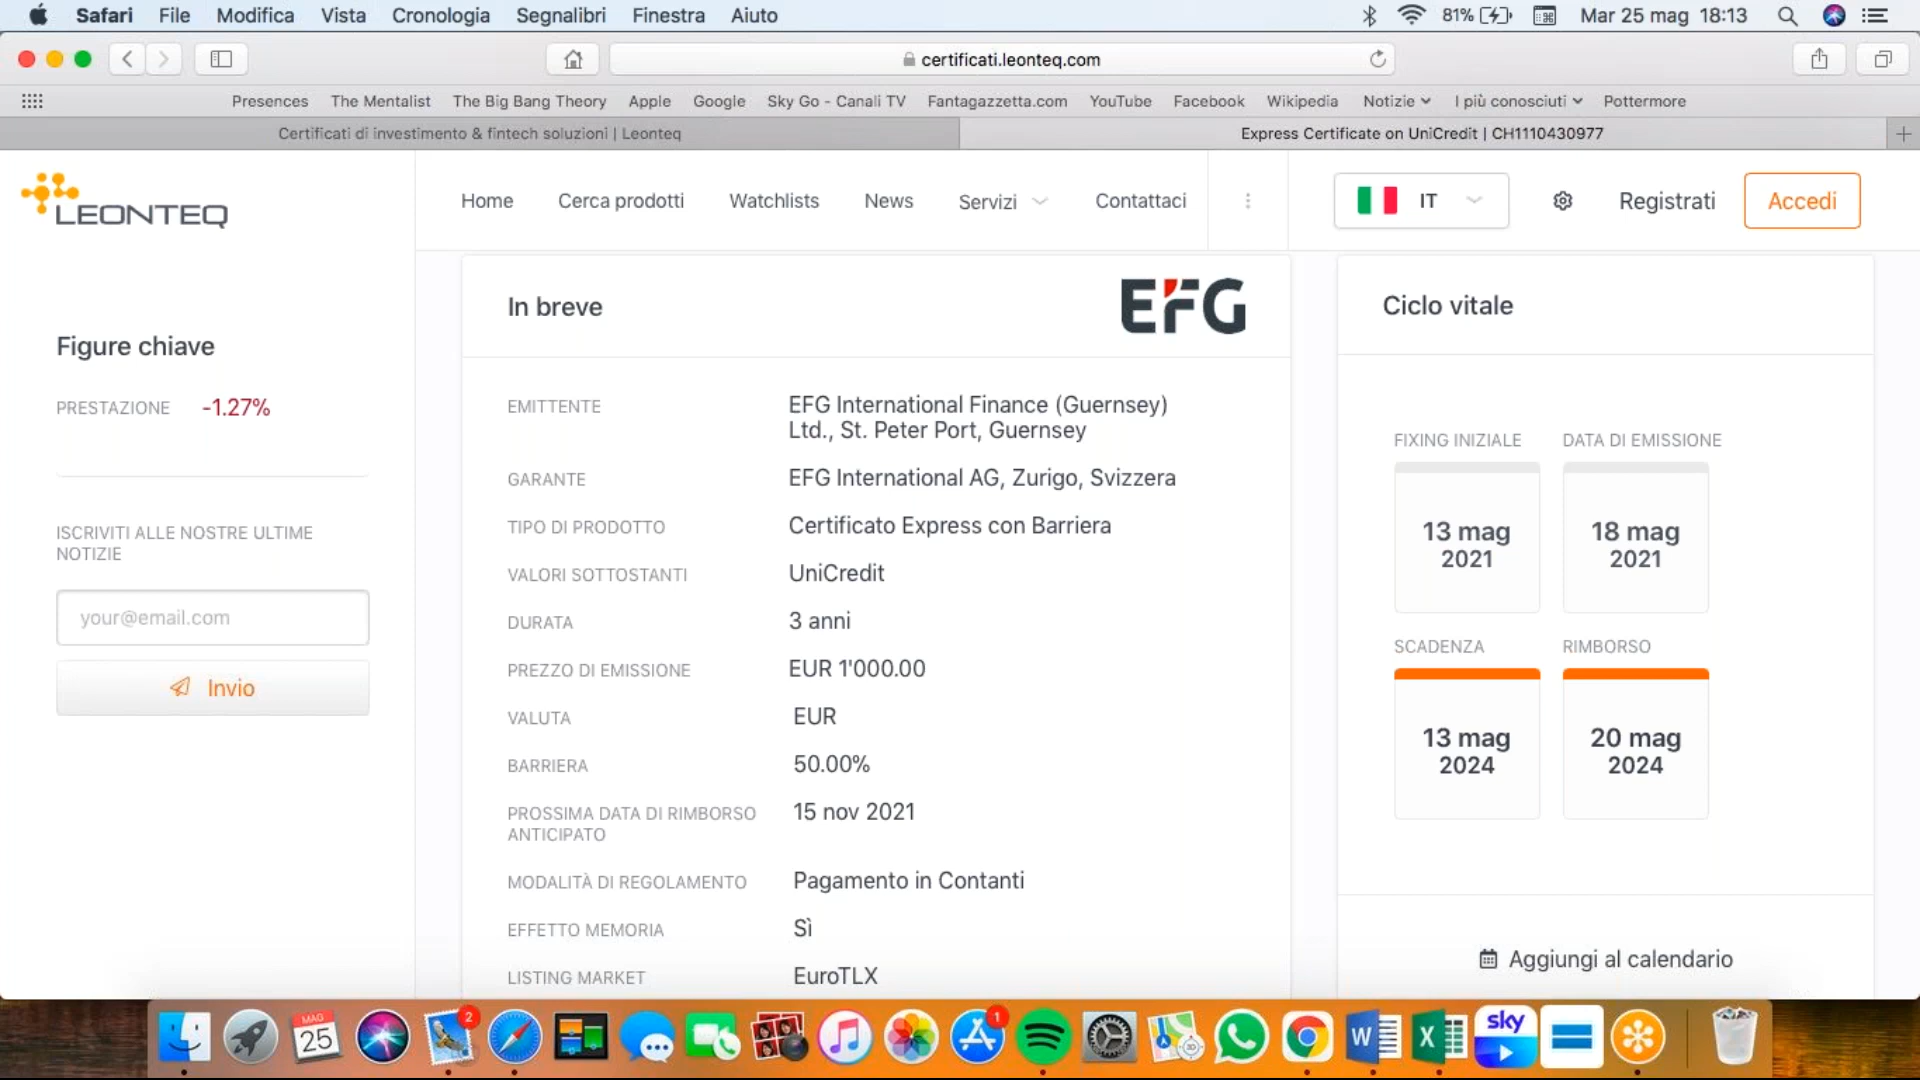 Safari File Modifica Vista Cronologia Segnalibri Finestra Aiuto 81% Mar 25 mag 18:13
certificati.leonteq.com
Presences The Mentalist The Big Bang Theory Apple Google Sky Go - Canali TV Fantagazzetta.com YouTube Facebook Wikipedia Notizie I più conosciuti Pottermore
Certificati di investimento & fintech soluzioni | Leonteq Express Certificate on UniCredit | CH1110430977
LEONTEQ
Home Cerca prodotti Watchlists News Servizi Contattaci IT Registrati Accedi
Figure chiave
PRESTAZIONE -1.27%
ISCRIVITI ALLE NOSTRE ULTIME
NOTIZIE
your@email.com
Invio
In breve
EFG
EMITTENTE EFG International Finance (Guernsey)
Ltd., St. Peter Port, Guernsey
GARANTE EFG International AG, Zurigo, Svizzera
TIPO DI PRODOTTO Certificato Express con Barriera
VALORI SOTTOSTANTI UniCredit
DURATA 3 anni
PREZZO DI EMISSIONE EUR 1'000.00
VALUTA EUR
BARRIERA 50.00%
PROSSIMA DATA DI RIMBORSO 15 nov 2021
ANTICIPATO
MODALITÀ DI REGOLAMENTO Pagamento in Contanti
EFFETTO MEMORIA Sì
LISTING MARKET EuroTLX
Ciclo vitale
FIXING INIZIALE DATA DI EMISSIONE
13 mag 18 mag
2021 2021
SCADENZA RIMBORSO
13 mag 20 mag
2024 2024
Aggiungi al calendario
MAG
25
2
1
3D
W
X
sky